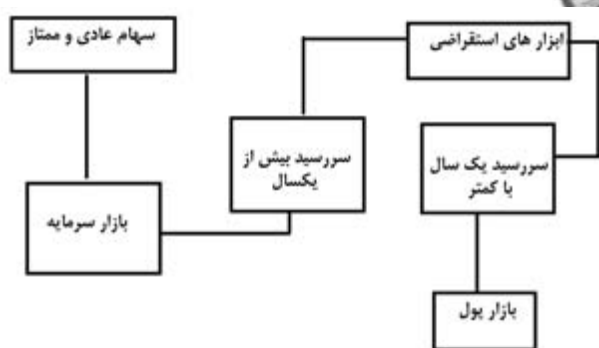 سهام عادی و ممتاز
ابزار های استقراضی
سررسید بیش از
یکسال
سررسید یک سال
یا کمتر
بازار سرمایه
بازار پول